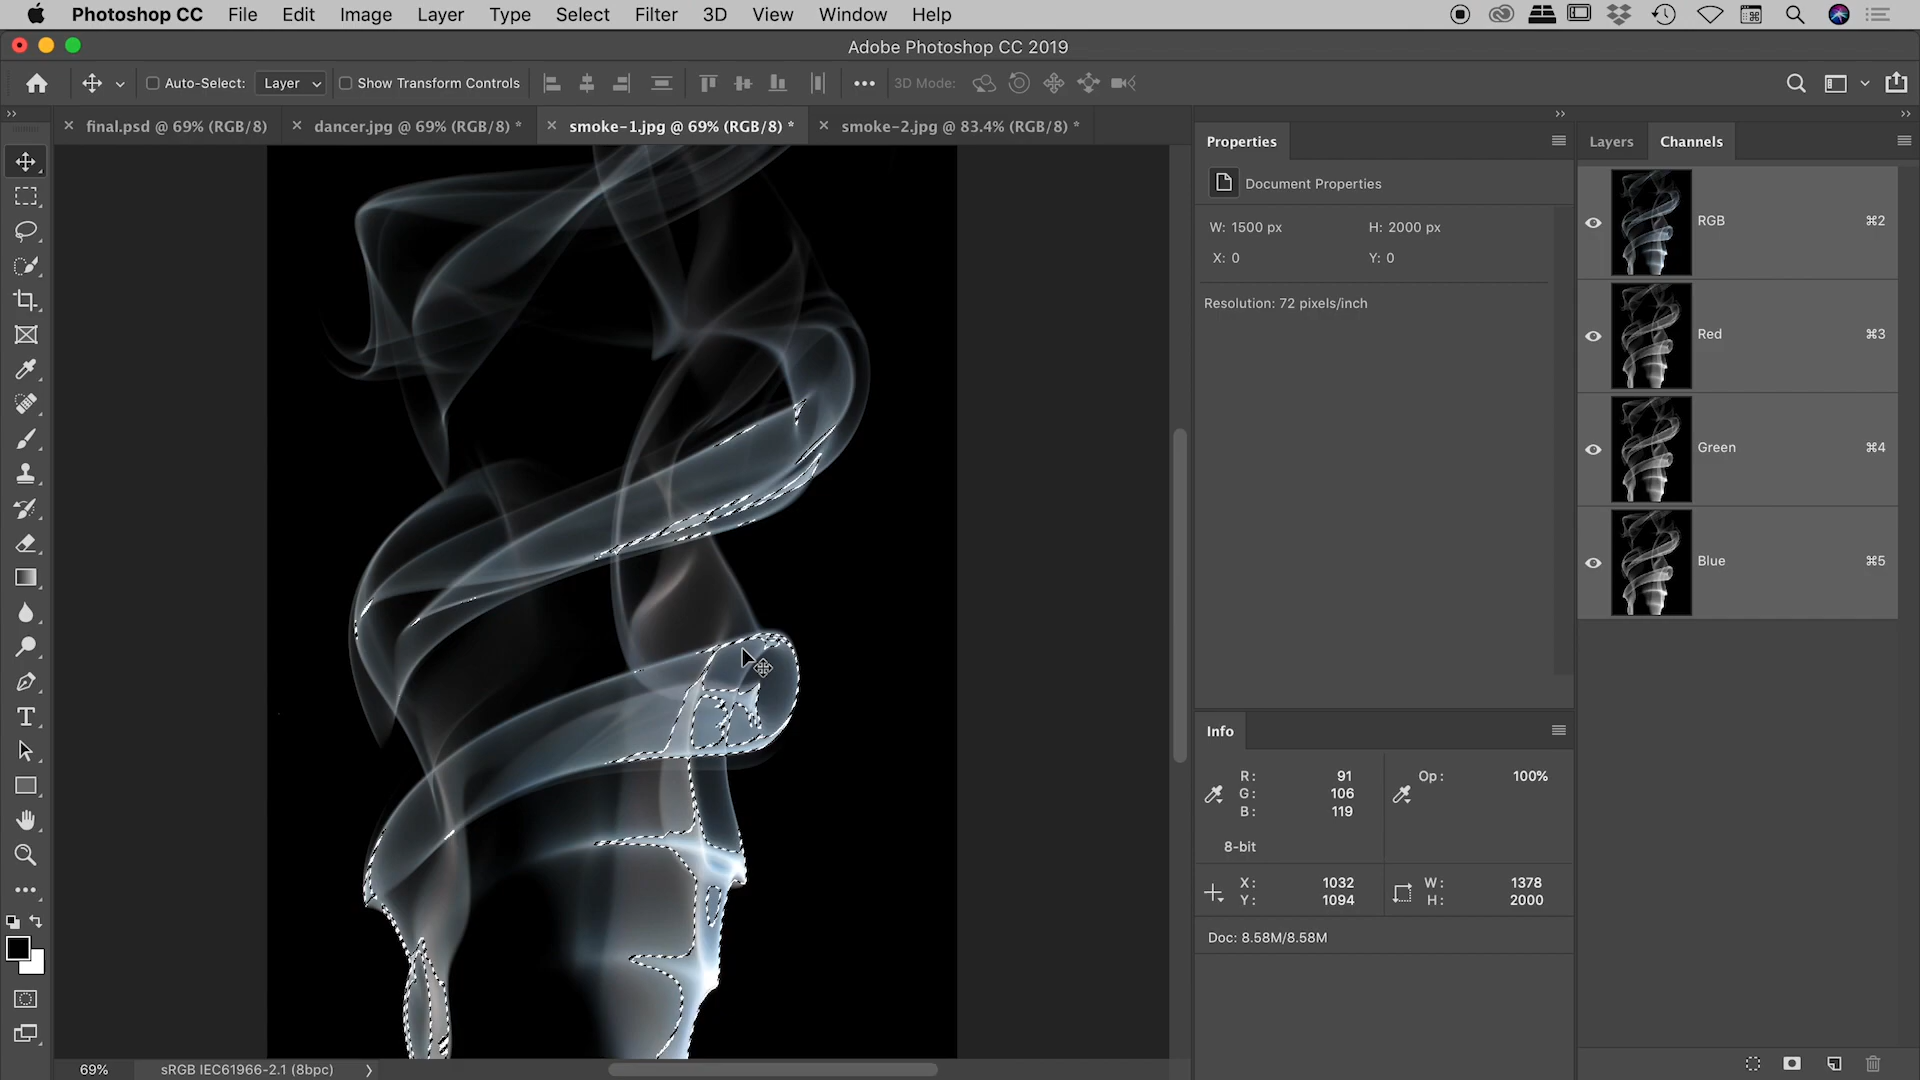 Photoshop CC File Edit Image Layer Type Select Filter 3D View Window Help
Adobe Photoshop CC 2019
Auto-Select: Layer Show Transform Controls 3D Mode:
final.psd @ 69% (RGB/8) dancer.jpg @ 69% (RGB/8) * smoke-1.jpg @ 69% (RGB/8) * smoke-2.jpg @ 83.4% (RGB/8) *
Properties
Document Properties
W: 1500 px H: 2000 px
X: 0 Y: 0
Resolution: 72 pixels/inch
Layers Channels
RGB ⌘2
Red ⌘3
Green ⌘4
Blue ⌘5
Info
R: 91 Op: 100%
G: 106
B: 119
8-bit
X: 1032 W: 1378
Y: 1094 H: 2000
Doc: 8.58M/8.58M
69% sRGB IEC61966-2.1 (8bpc)